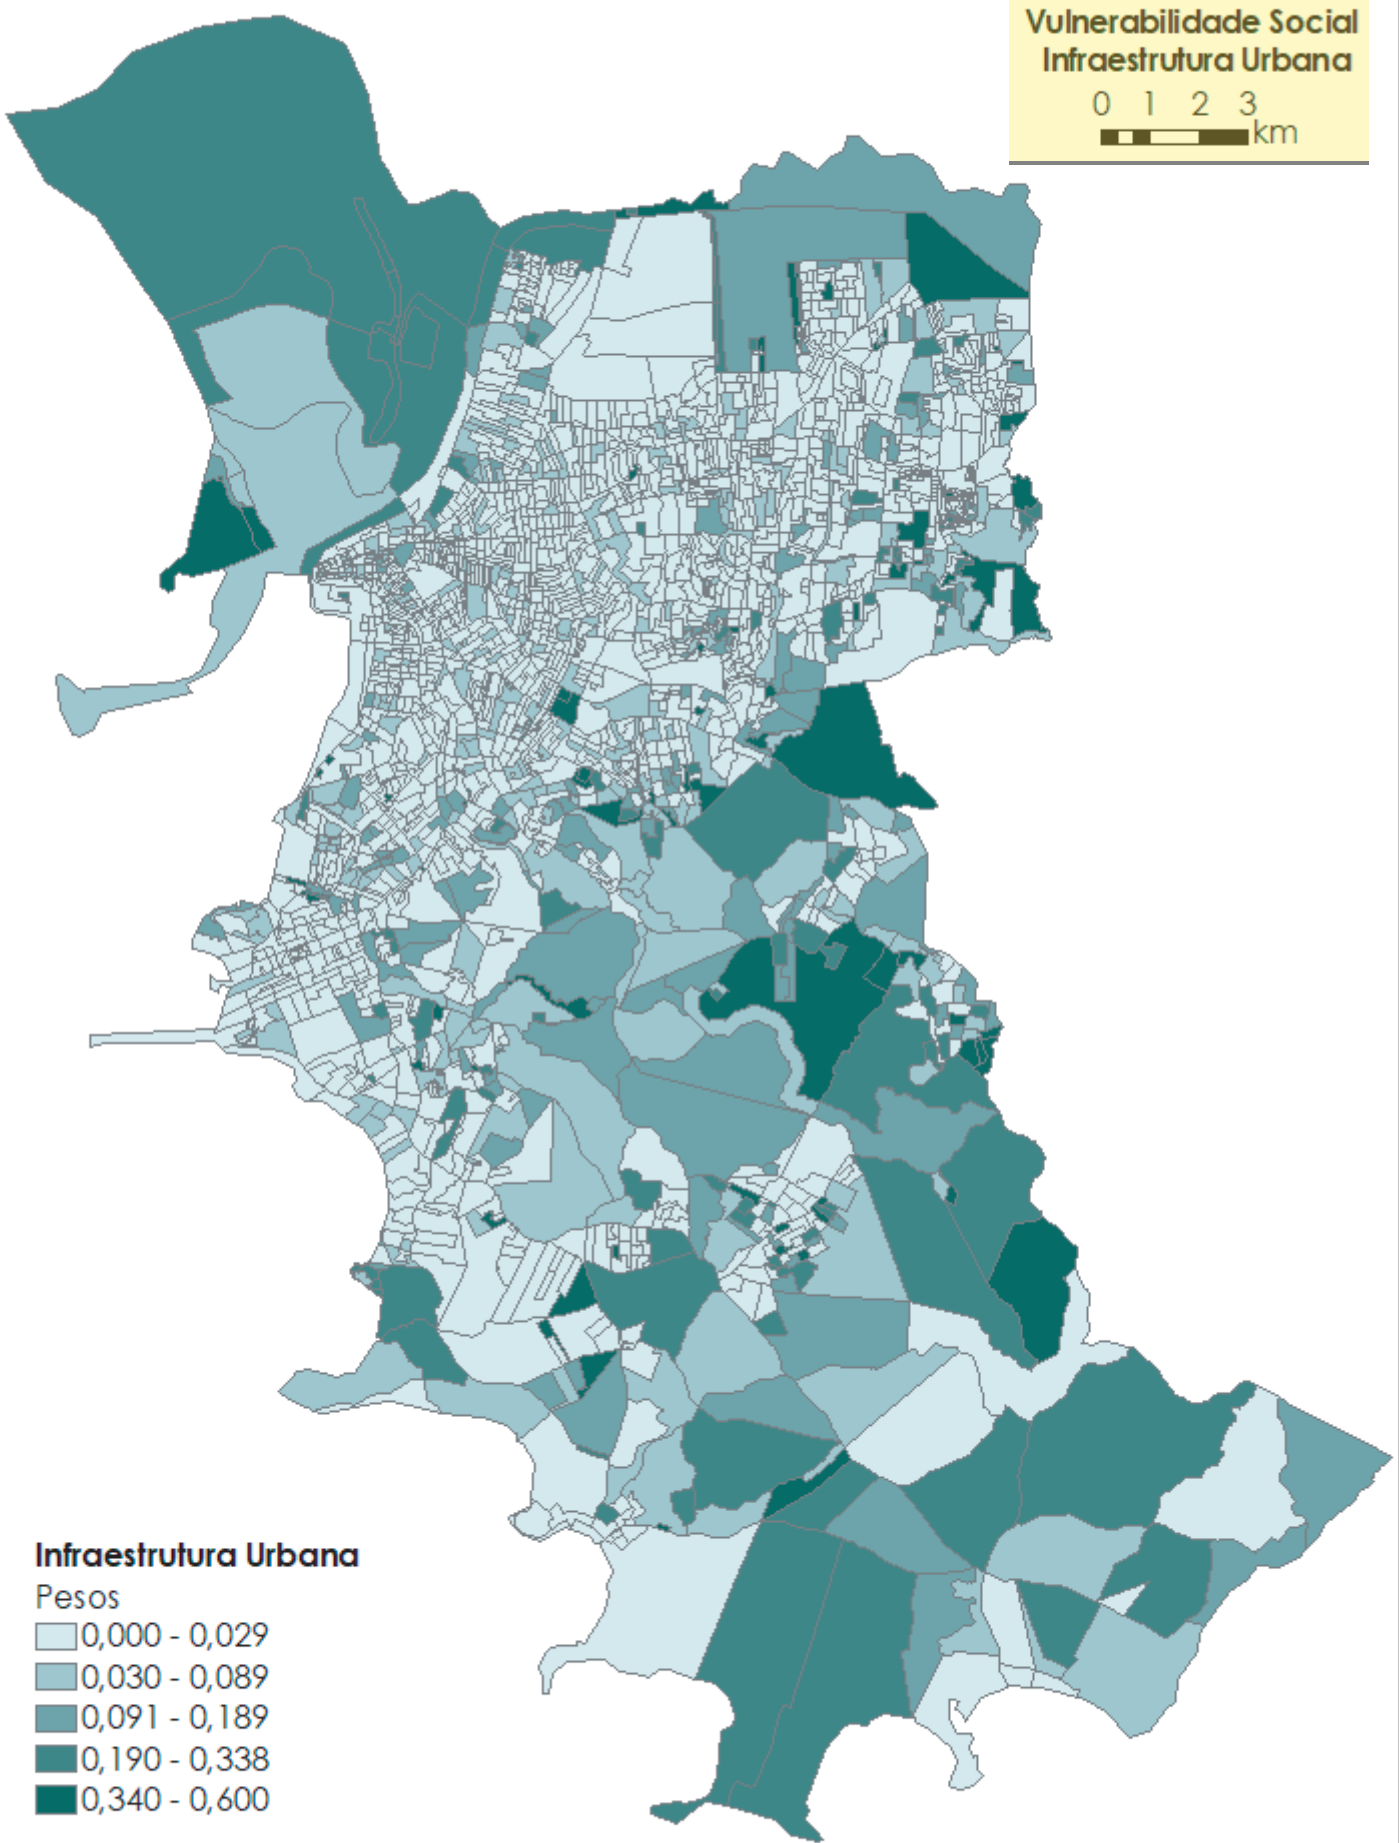 Vulnerabilidade Social
Infraestrutura Urbana
0 1 2 3
km
Infraestrutura Urbana
Pesos
0,000 - 0,029
0,030 - 0,089
0,091 - 0,189
0,190 - 0,338
0,340 - 0,600